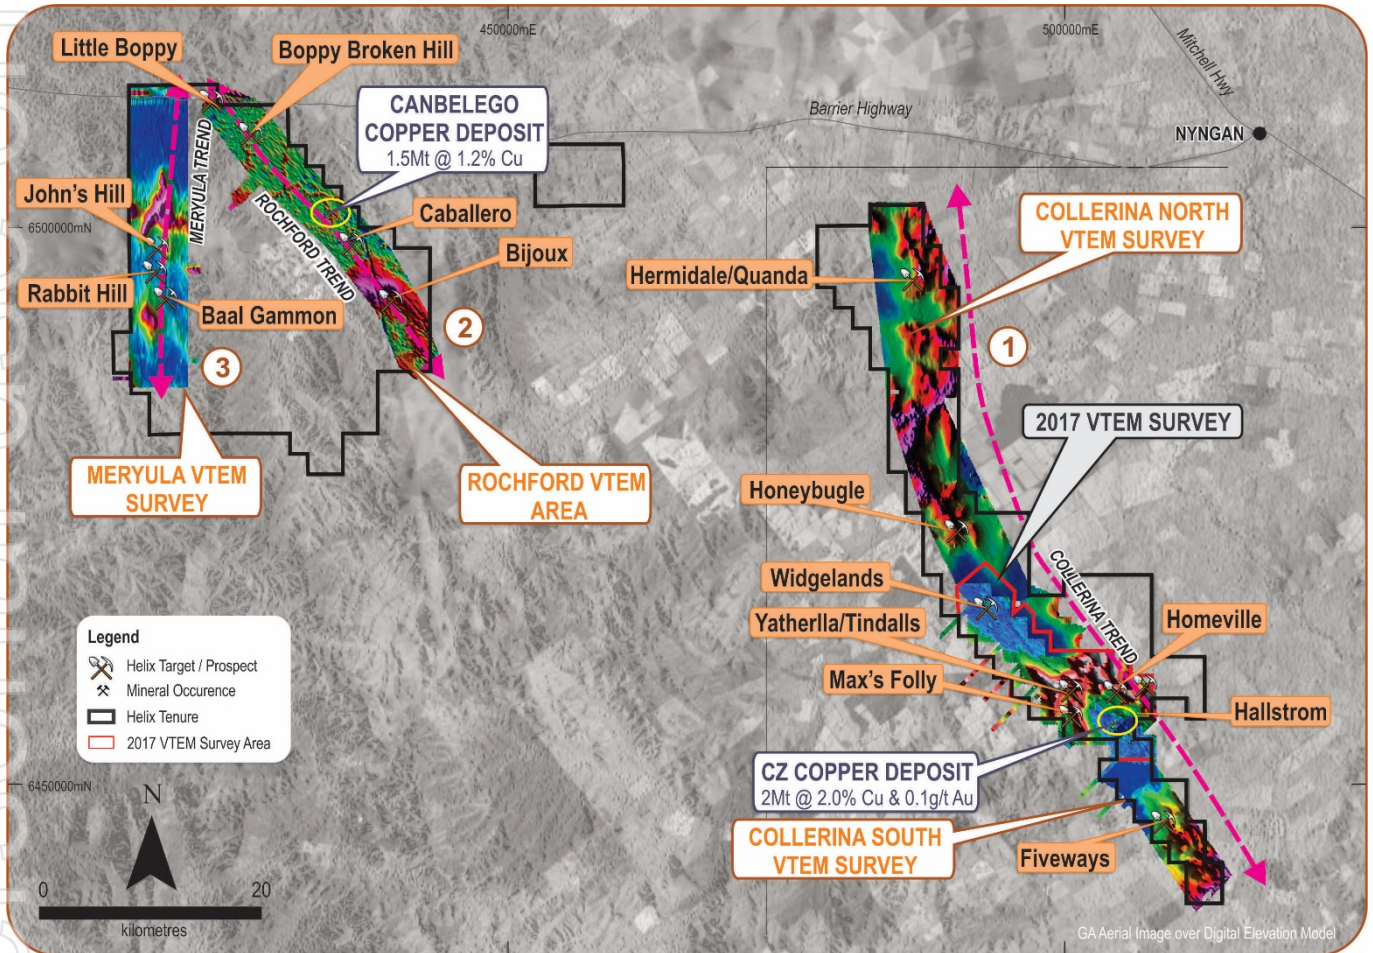 450000mE
500000mE
Mitchell Hwy
Little Boppy
Boppy Broken Hill
CANBELEGO
COPPER DEPOSIT
1.5Mt @ 1.2% Cu
Barrier Highway
NYNGAN
MERYULA TREND
John's Hill
6500000mN
ROCHFORD TREND
Caballero
Bijoux
COLLERINA NORTH
VTEM SURVEY
Hermidale/Quanda
Rabbit Hill
Baal Gammon
2
1
3
2017 VTEM SURVEY
MERYULA VTEM
SURVEY
ROCHFORD VTEM
AREA
Honeybugle
Widgelands
COLLERINA TREND
Yatherlla/Tindalls
Homeville
Max's Folly
Hallstrom
Legend
Helix Target / Prospect
Mineral Occurence
Helix Tenure
2017 VTEM Survey Area
CZ COPPER DEPOSIT
2Mt @ 2.0% Cu & 0.1g/t Au
6450000mN
N
COLLERINA SOUTH
VTEM SURVEY
Fiveways
0
20
kilometres
GA Aerial Image over Digital Elevation Model